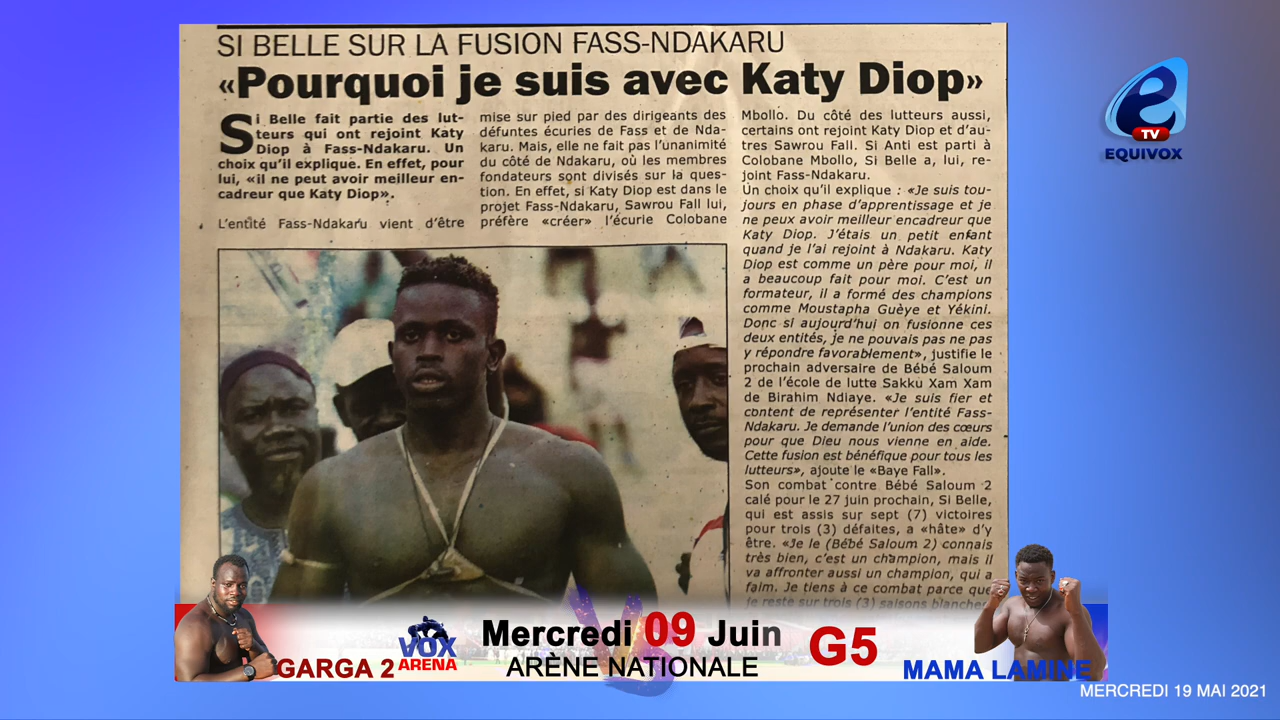 SI BELLE SUR LA FUSION FASS-NDAKARU
«Pourquoi je suis avec Katy Diop»
Si Belle fait partie des lut-
teurs qui ont rejoint Katy
Diop à Fass-Ndakaru. Un
choix qu'il explique. En effet, pour
lui, «il ne peut avoir meilleur en-
cadreur que Katy Diop».
L'entité Fass-Ndakaru vient d'être
mise sur pied par des dirigeants des
défuntes écuries de Fass et de Nda-
karu. Mais, elle ne fait pas l'unanimité
du côté de Ndakaru, où les membres
fondateurs sont divisés sur la ques-
tion. En effet, si Katy Diop est dans le
projet Fass-Ndakaru, Sawrou Fall lui,
préfère «créer» l'écurie Colobane
Mbollo. Du côté des lutteurs aussi,
certains ont rejoint Katy Diop et d'au-
tres Sawrou Fall. Si Anti est parti à
Colobane Mbollo, Si Belle a, lui, re-
joint Fass-Ndakaru.
Un choix qu'il explique : «Je suis tou-
jours en phase d'apprentissage et je
ne peux avoir meilleur encadreur que
Katy Diop. J'étais un petit enfant
quand je l'ai rejoint à Ndakaru. Katy
Diop est comme un père pour moi, il
a beaucoup fait pour moi. C'est un
formateur, il a formé des champions
comme Moustapha Guèye et Yékini.
Donc si aujourd'hui on fusionne ces
deux entités, je ne pouvais pas ne pas
y répondre favorablement», justifie le
prochain adversaire de Bébé Saloum
2 de l'école de lutte Sakku Xam Xam
de Birahim Ndiaye. «Je suis fier et
content de représenter l'entité Fass-
Ndakaru. Je demande l'union des cœurs
pour que Dieu nous vienne en aide.
Cette fusion est bénéfique pour tous les
lutteurs», ajoute le «Baye Fall».
Son combat contre Bébé Saloum 2
calé pour le 27 juin prochain, Si Belle,
qui est assis sur sept (7) victoires
pour trois (3) défaites, a «hâte» d'y
être. «Je le (Bébé Saloum 2) connais
très bien, c'est un champion, mais il
va affronter aussi un champion, qui a
faim. Je tiens à ce combat parce que
je reste sur trois (3) saisons blanches
e
TV
EQUIVOX
GARGA 2
VOX
ARENA
Mercredi 09 Juin
ARÈNE NATIONALE
G5
MAMA LAMINE
MERCREDI 19 MAI 2021